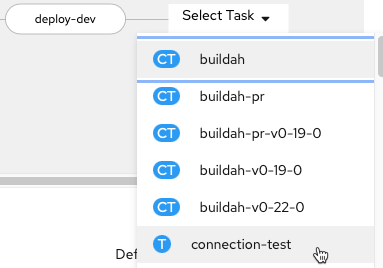 deploy-dev
Select Task
CT buildah
CT buildah-pr
CT buildah-pr-v0-19-0
CT buildah-v0-19-0
CT buildah-v0-22-0
T connection-test
Def